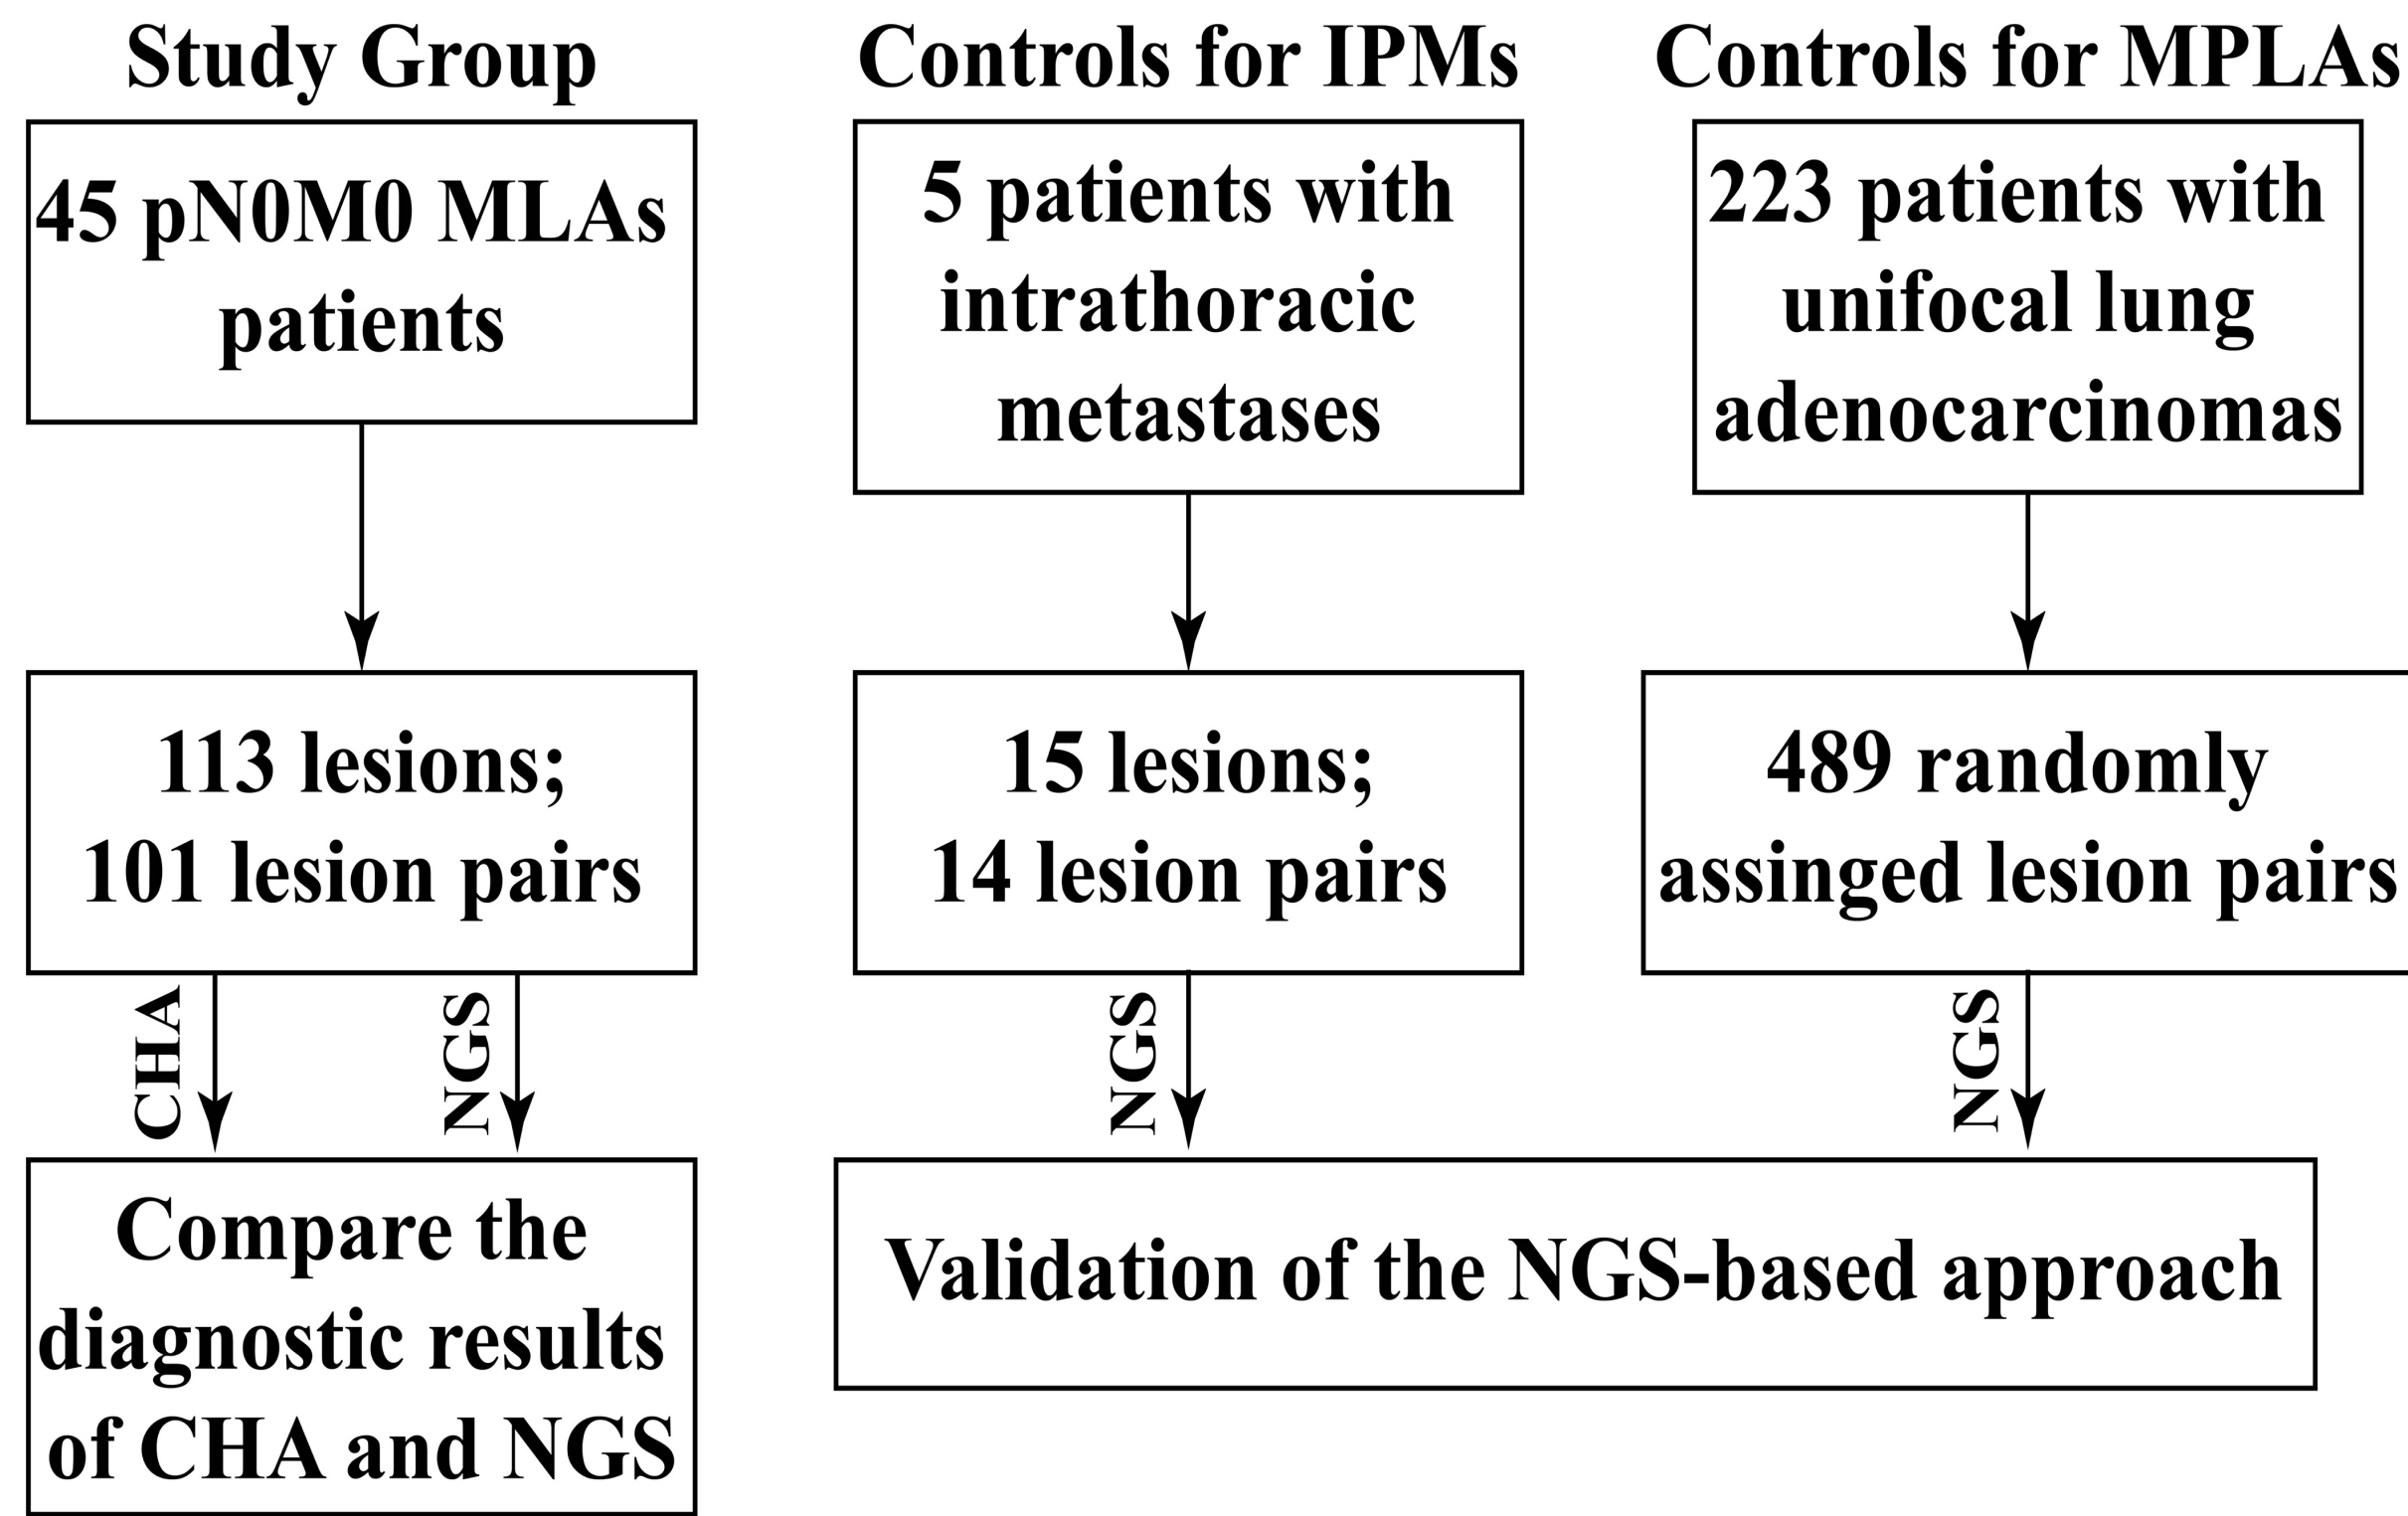 Study Group
45 pN0M0 MLAs
patients
113 lesions;
101 lesion pairs
CHA
NGS
Compare the
diagnostic results
of CHA and NGS
Controls for IPMs
5 patients with
intrathoracic
metastases
15 lesions;
14 lesion pairs
NGS
Controls for MPLAs
223 patients with
unifocal lung
adenocarcinomas
489 randomly
assinged lesion pairs
NGS
Validation of the NGS-based approach